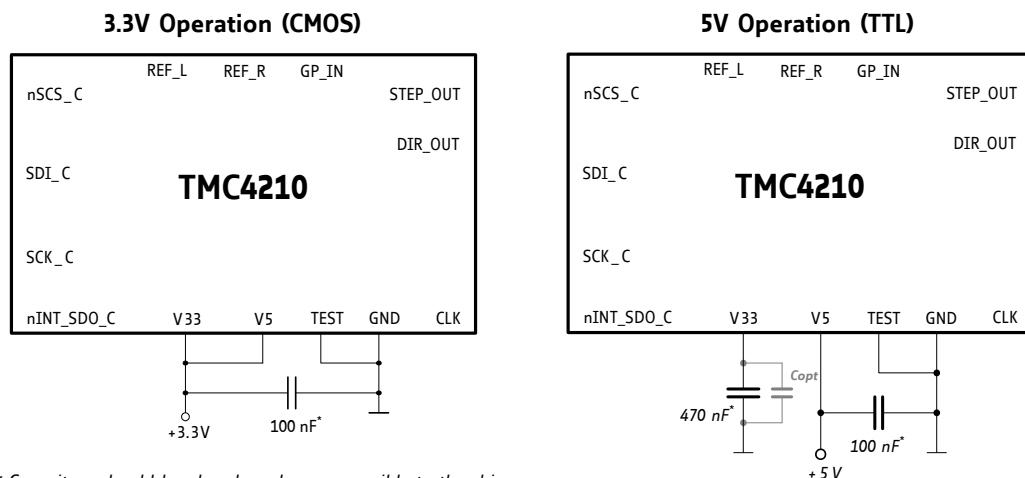 3.3V Operation (CMOS)
REF_L REF_R GP_IN
nSCS_C STEP_OUT
DIR_OUT
SDI_C
TMC4210
SCK_C
nINT_SDO_C V33 V5 TEST GND CLK
+3.3V
100 nF*
5V Operation (TTL)
REF_L REF_R GP_IN
nSCS_C STEP_OUT
DIR_OUT
SDI_C
TMC4210
SCK_C
nINT_SDO_C V33 V5 TEST GND CLK
Copt
470 nF*
100 nF*
+5V